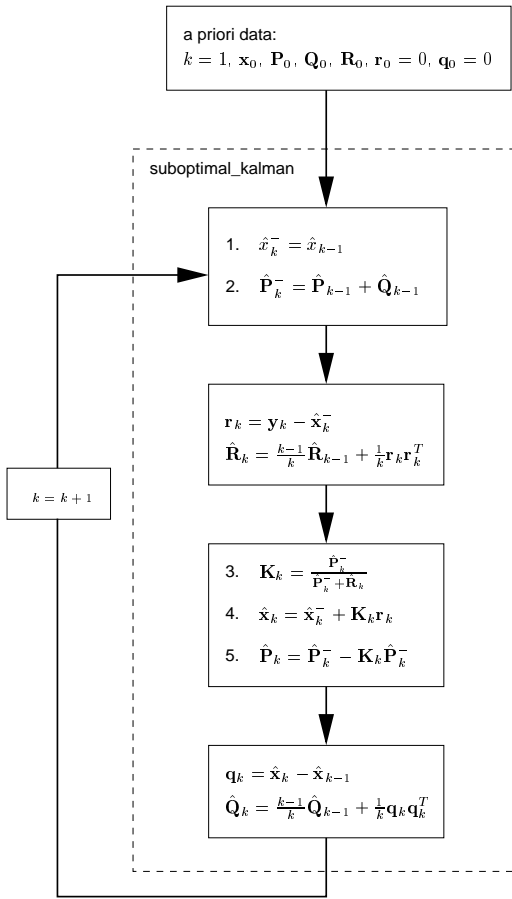 a priori data:
k = 1, x₀, P₀, Q₀, R₀, r₀ = 0, q₀ = 0
suboptimal_kalman
1. x̂ₖ⁻ = x̂ₖ₋₁
2. P̂ₖ⁻ = P̂ₖ₋₁ + Q̂ₖ₋₁
rₖ = yₖ − x̂ₖ⁻
R̂ₖ = (k−1)/k R̂ₖ₋₁ + 1/k rₖrₖᵀ
k = k + 1
3. Kₖ = P̂ₖ⁻ / (P̂ₖ⁻ + R̂ₖ)
4. x̂ₖ = x̂ₖ⁻ + Kₖrₖ
5. P̂ₖ = P̂ₖ⁻ − KₖP̂ₖ⁻
qₖ = x̂ₖ − x̂ₖ₋₁
Q̂ₖ = (k−1)/k Q̂ₖ₋₁ + 1/k qₖqₖᵀ